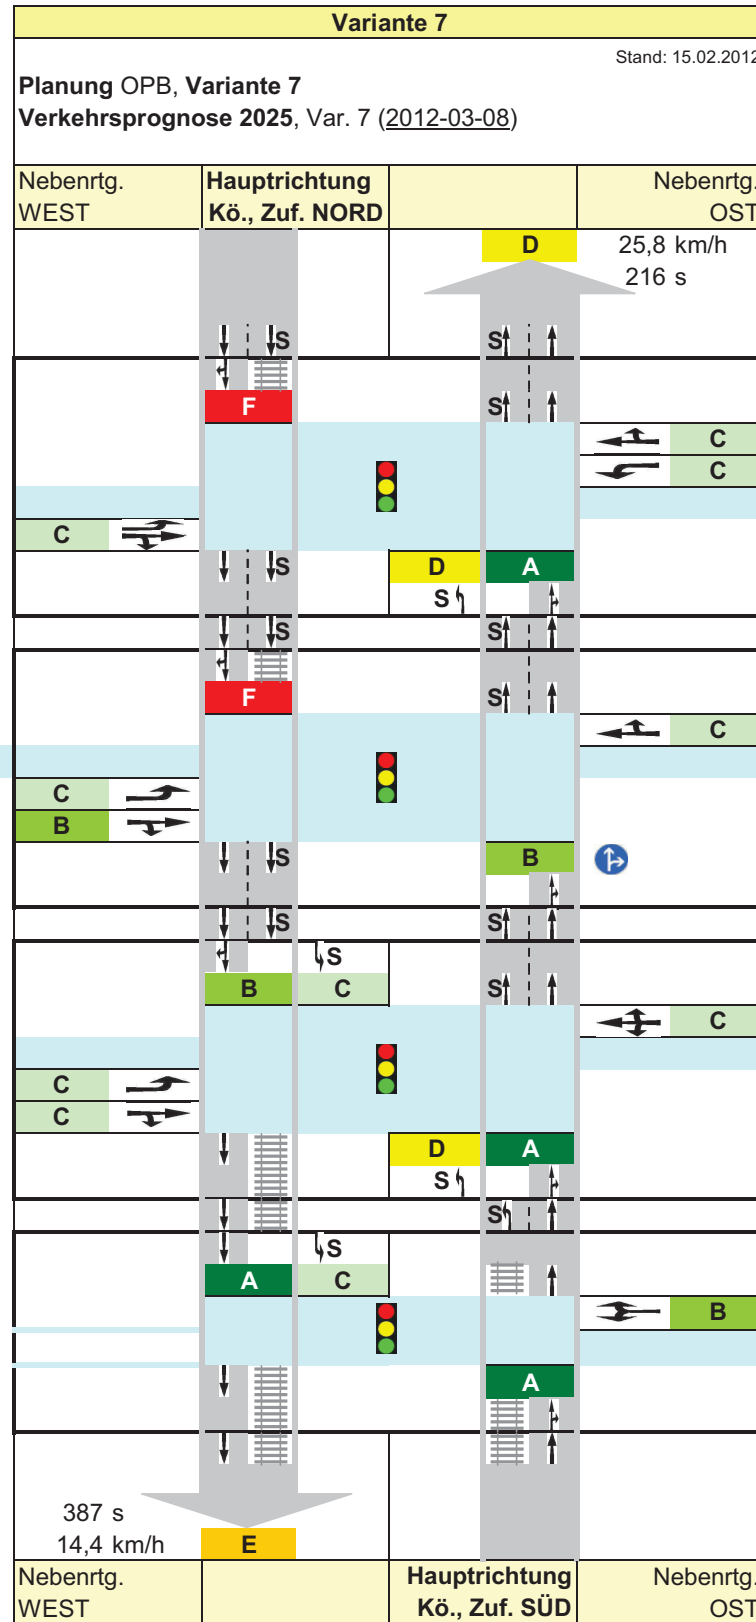 Variante 7
Stand: 15.02.2012
Planung OPB, Variante 7
Verkehrsprognose 2025, Var. 7 (2012-03-08)
Nebenrtg. Hauptrichtung Nebenrtg.
WEST Kö., Zuf. NORD OST
D 25,8 km/h
216 s
S S
F S
C
C
C
S D A
S
S S
F S
C
C
B
S B
S S
S
B C S
C
C
C
D A
S
S
S
A C
B
A
387 s
14,4 km/h E
Nebenrtg. Hauptrichtung Nebenrtg.
WEST Kö., Zuf. SÜD OST